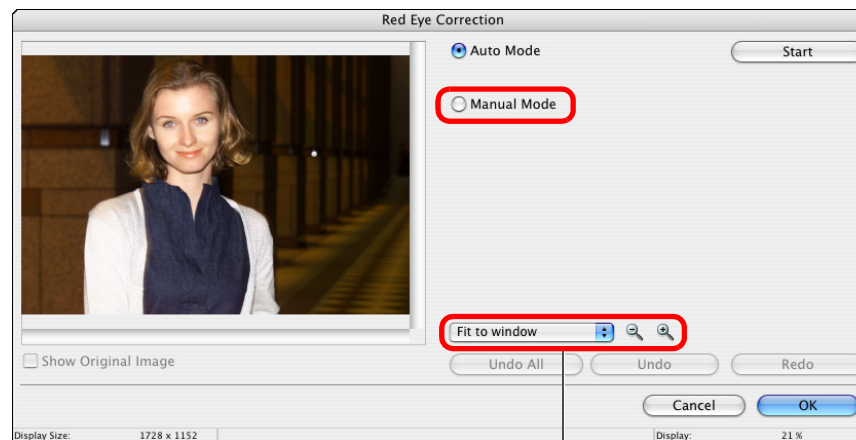 Red Eye Correction
Auto Mode
Start
Manual Mode
Fit to window
Show Original Image
Undo All
Undo
Redo
Cancel
OK
Display Size: 1728 x 1152
Display: 21 %